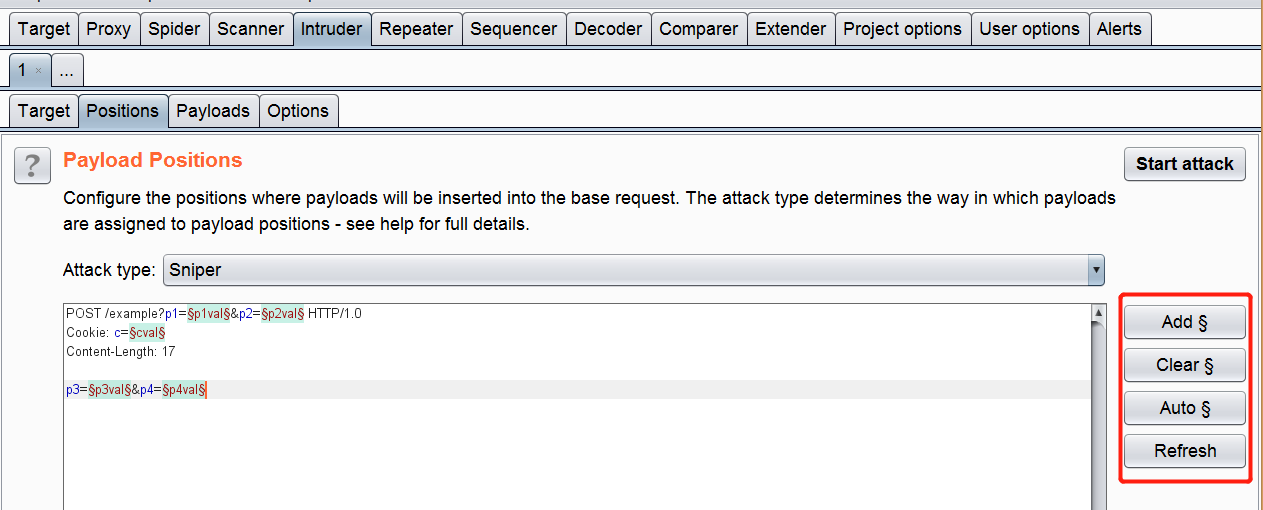 Target Proxy Spider Scanner Intruder Repeater Sequencer Decoder Comparer Extender Project options User options Alerts
1 × ...
Target Positions Payloads Options
? Payload Positions Start attack
Configure the positions where payloads will be inserted into the base request. The attack type determines the way in which payloads
are assigned to payload positions - see help for full details.
Attack type: Sniper
POST /example?p1=§p1val§&p2=§p2val§ HTTP/1.0
Cookie: c=§cval§
Content-Length: 17
p3=§p3val§&p4=§p4val§
Add §
Clear §
Auto §
Refresh